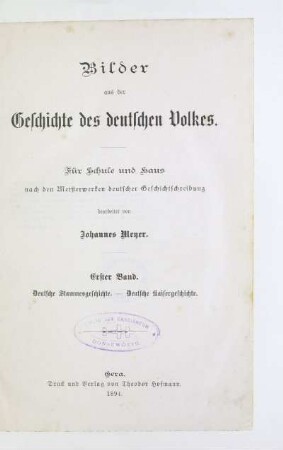 Bilder
aus der
Geschichte des deutschen Volkes.
Für Schule und Haus
nach den Meisterwerken deutscher Geschichtschreibung
bearbeitet von
Johannes Meyer.
Erster Band.
Deutsche Stammesgeschichte. — Deutsche Kaisergeschichte.
Gera.
Druck und Verlag von Theodor Hofmann.
1894.